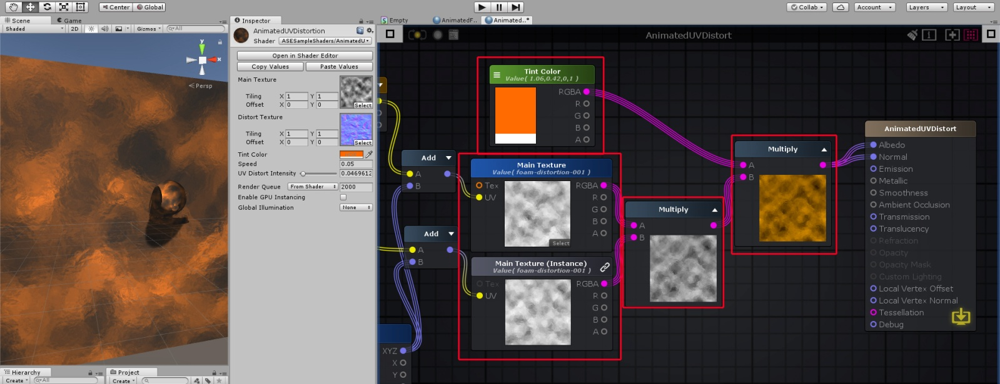 Center
Global
Collab
Account
Layers
Layout
Scene
Game
Shaded
2D
Gizmos
All
y
x
Persp
Hierarchy
Create
All
Project
Create
Inspector
AnimatedUVDistortion
Shader
ASESampleShaders/AnimatedU
Open in Shader Editor
Copy Values
Paste Values
Main Texture
Tiling X 1 Y 1
Offset X 0 Y 0
Select
Distort Texture
Tiling X 1 Y 1
Offset X 0 Y 0
Select
Tint Color
Speed 0.05
UV Distort Intensity 0.0469612
Render Queue From Shader 2000
Enable GPU Instancing
Global Illumination None
Empty
AnimatedF..
Animated..*
AnimatedUVDistort
Tint Color
Value( 1.06,0.42,0,1 )
RGBA
R
G
B
A
Add
A
B
Add
A
B
XYZ
X
Y
Main Texture
Value( foam-distortion-001 )
Tex
UV
RGBA
R
G
B
A
Select
Main Texture (Instance)
Value( foam-distortion-001 )
Tex
UV
RGBA
R
G
B
A
Multiply
A
B
Multiply
A
B
AnimatedUVDistort
Albedo
Normal
Emission
Metallic
Smoothness
Ambient Occlusion
Transmission
Translucency
Refraction
Opacity
Opacity Mask
Custom Lighting
Local Vertex Offset
Local Vertex Normal
Tessellation
Debug